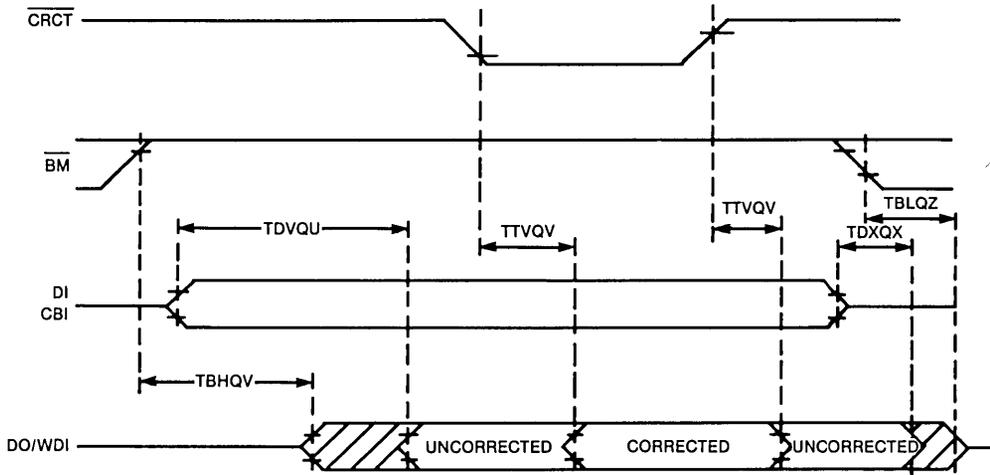 CRCT
BM
TBLQZ
TDVQU
TTVQV
TTVQV
TDXQX
DI
CBI
TBHQV
DO/WDI
UNCORRECTED
CORRECTED
UNCORRECTED